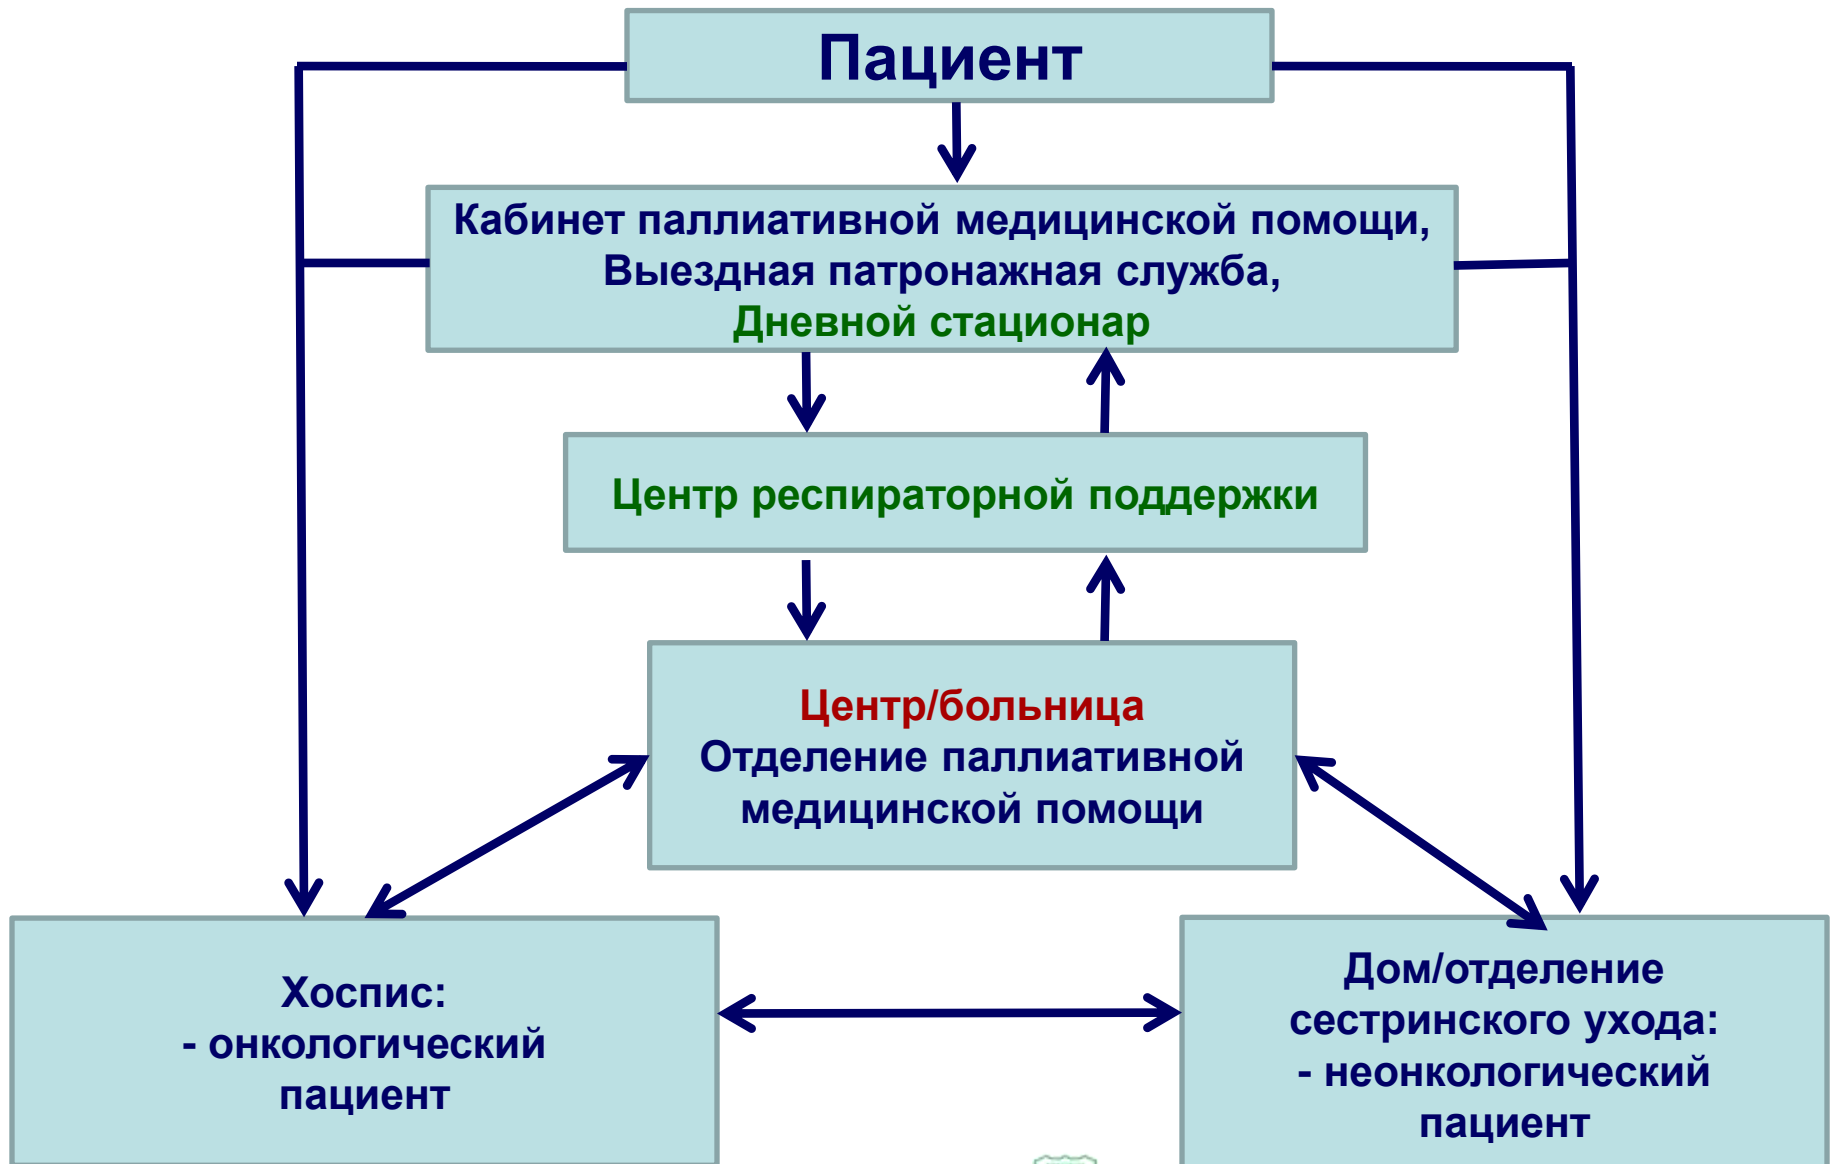 Пациент
Кабинет паллиативной медицинской помощи,
Выездная патронажная служба,
Дневной стационар
Центр респираторной поддержки
Центр/больница
Отделение паллиативной
медицинской помощи
Хоспис:
- онкологический
пациент
Дом/отделение
сестринского ухода:
- неонкологический
пациент